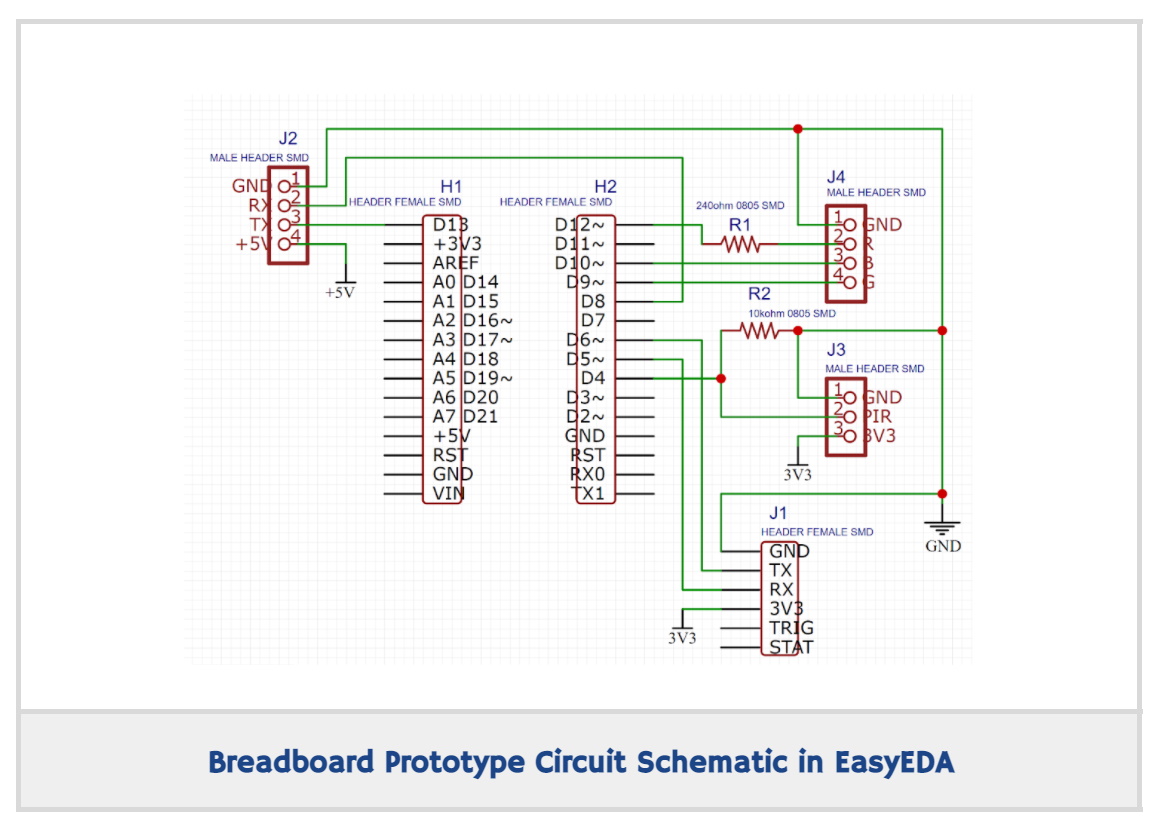 J2
MALE HEADER SMD
GND 1
RX 2
TX 3
+5V 4
+5V
H1
HEADER FEMALE SMD
D13
+3V3
AREF
A0 D14
A1 D15
A2 D16~
A3 D17~
A4 D18
A5 D19~
A6 D20
A7 D21
+5V
RST
GND
VIN
H2
HEADER FEMALE SMD
D12~
D11~
D10~
D9~
D8
D7
D6~
D5~
D4
D3~
D2~
GND
RST
RX0
TX1
240ohm 0805 SMD
R1
J4
MALE HEADER SMD
1 GND
2 R
3 B
4 G
R2
10kohm 0805 SMD
J3
MALE HEADER SMD
1 GND
2 PIR
3 3V3
3V3
GND
J1
HEADER FEMALE SMD
GND
TX
RX
3V3
TRIG
STAT
3V3
Breadboard Prototype Circuit Schematic in EasyEDA